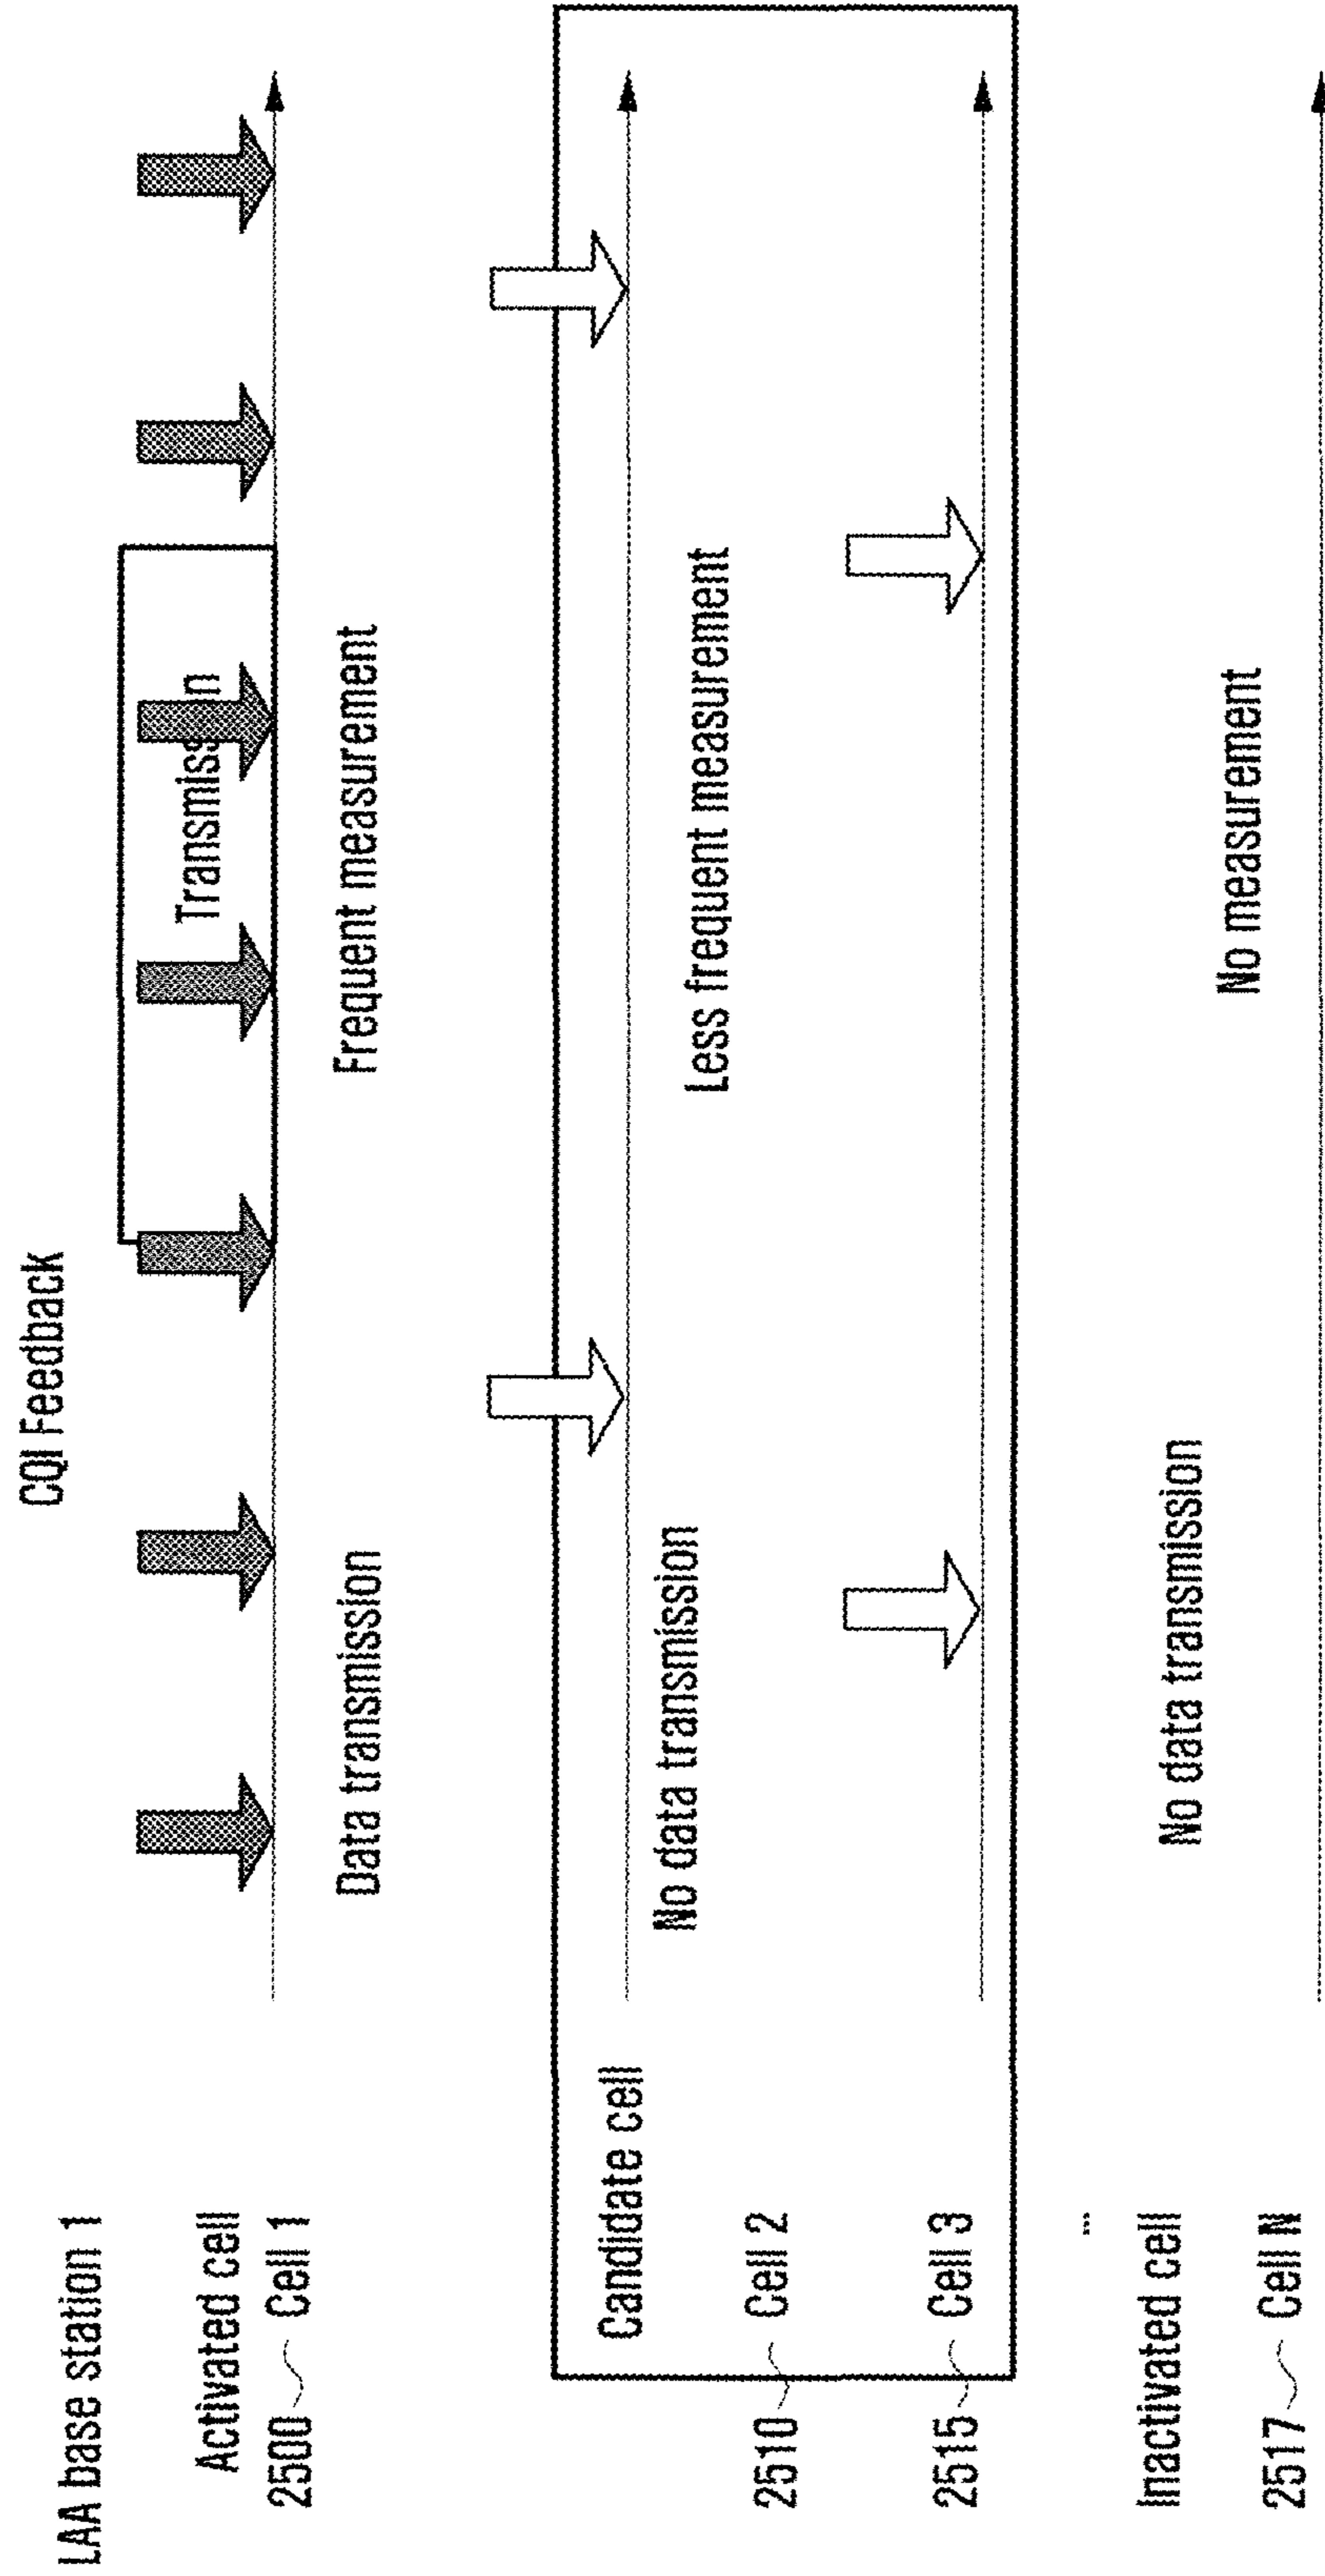 LAA base station 1
CQI Feedback
Activated cell
2500 Cell 1
Transmission
Data transmission
Frequent measurement
Candidate cell
No data transmission
Less frequent measurement
2510 Cell 2
2515 Cell 3
...
Inactivated cell
No data transmission
No measurement
2517 Cell N